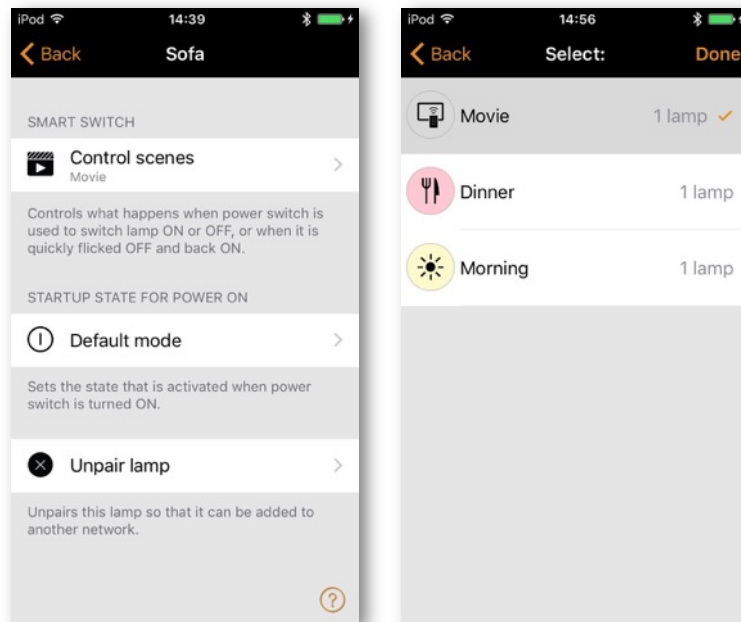 iPod 14:39
Back Sofa
SMART SWITCH
Control scenes
Movie
Controls what happens when power switch is
used to switch lamp ON or OFF, or when it is
quickly flicked OFF and back ON.
STARTUP STATE FOR POWER ON
Default mode
Sets the state that is activated when power
switch is turned ON.
Unpair lamp
Unpairs this lamp so that it can be added to
another network.
?
iPod 14:56
Back Select: Done
Movie 1 lamp
Dinner 1 lamp
Morning 1 lamp